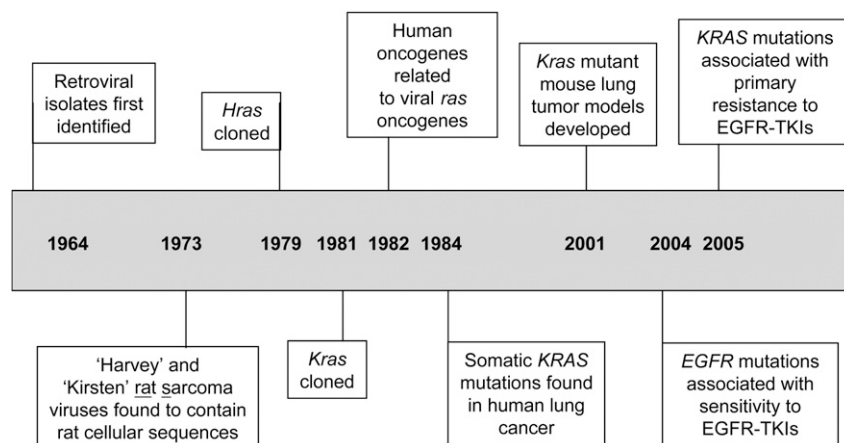 Retroviral
isolates first
identified
Hras
cloned
Human
oncogenes
related
to viral ras
oncogenes
Kras mutant
mouse lung
tumor models
developed
KRAS mutations
associated with
primary
resistance to
EGFR-TKIs
1964 1973 1979 1981 1982 1984 2001 2004 2005
'Harvey' and
'Kirsten' rat sarcoma
viruses found to contain
rat cellular sequences
Kras
cloned
Somatic KRAS
mutations found
in human lung
cancer
EGFR mutations
associated with
sensitivity to
EGFR-TKIs